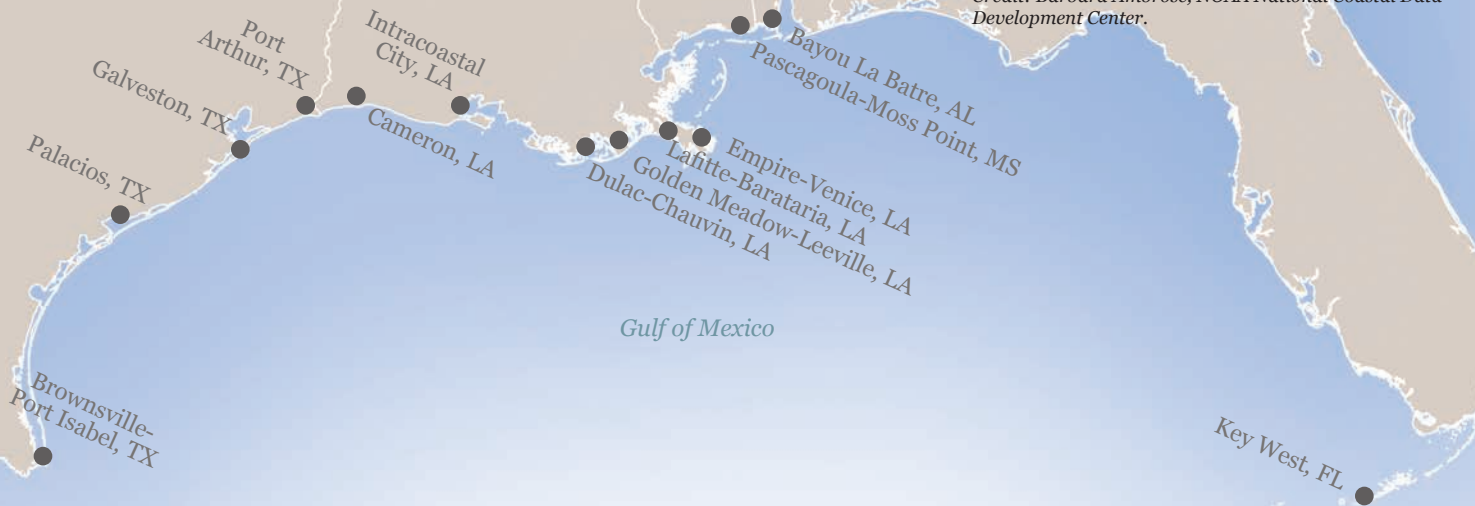 Development Center.
Port
Arthur, TX
Intracoastal
City, LA
Galveston, TX
Palacios, TX
Cameron, LA
Bayou La Batre, AL
Pascagoula-Moss Point, MS
Empire-Venice, LA
Lafitte-Barataria, LA
Golden Meadow-Leeville, LA
Dulac-Chauvin, LA
Gulf of Mexico
Brownsville-
Port Isabel, TX
Key West, FL